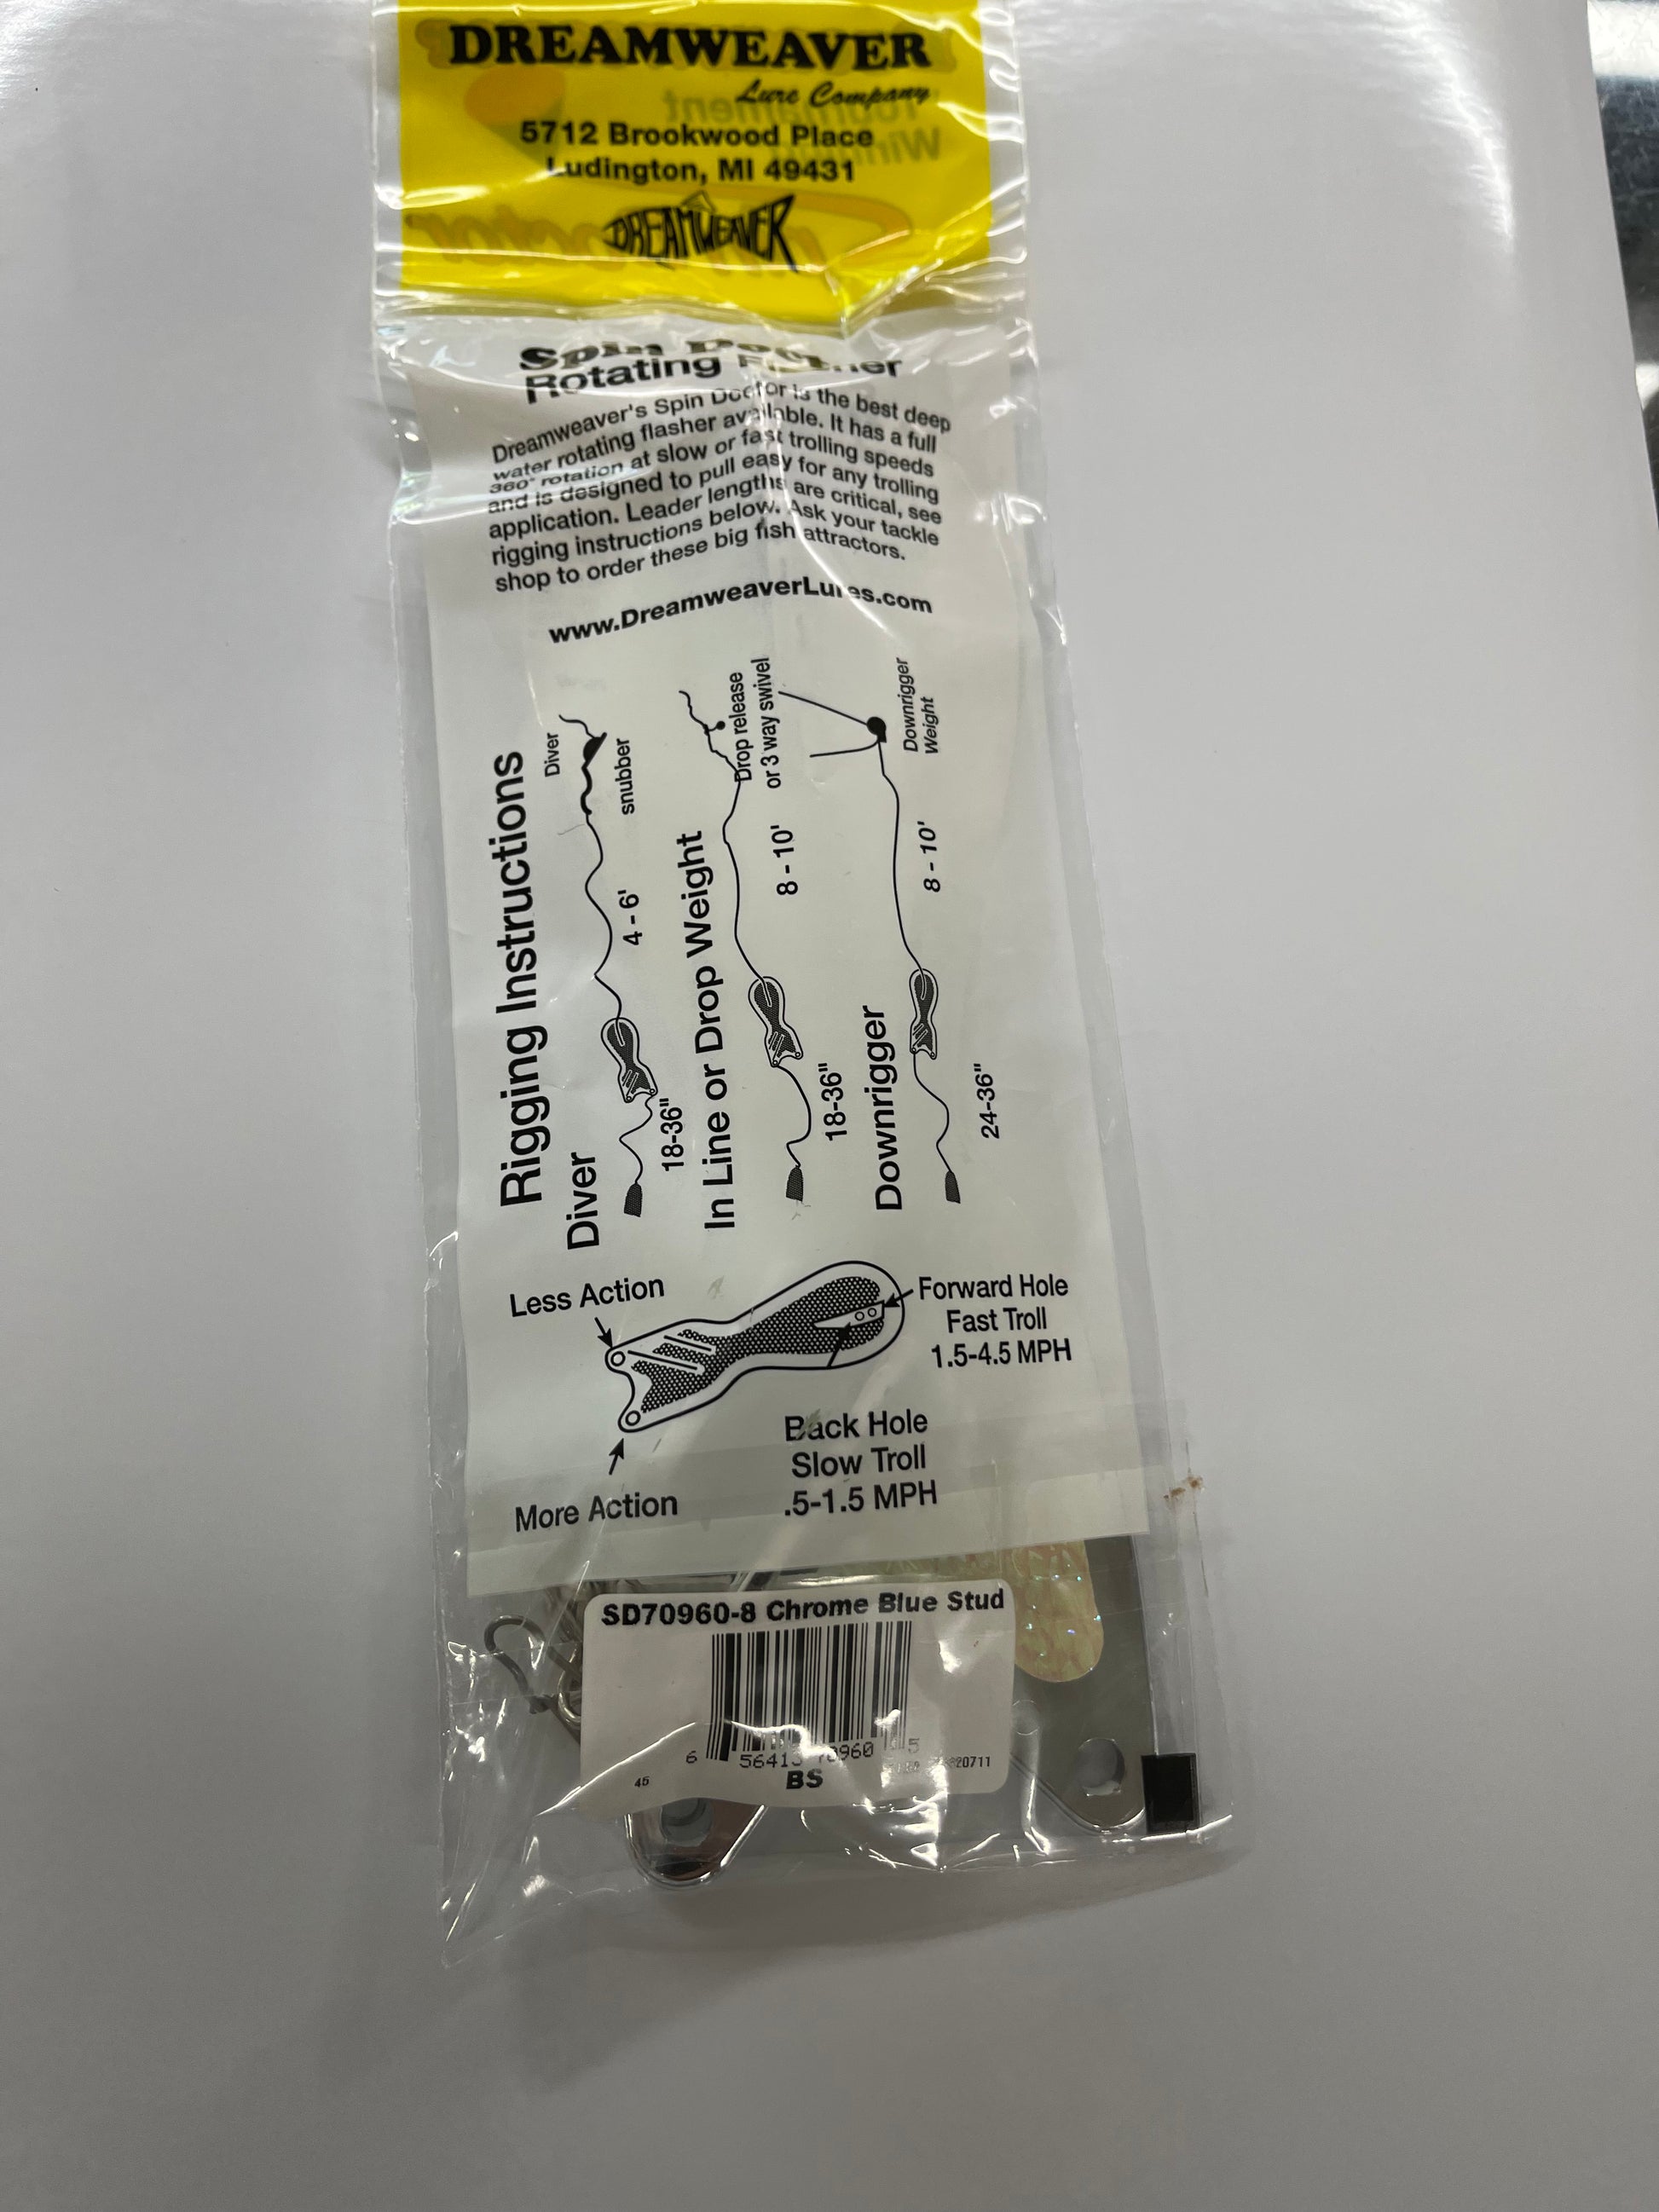 DREAMWEAVER
Lure Company
5712 Brookwood Place
Ludington, MI 49431
DREAMWEAVER
Spin
Rotating
Dreamweaver's Spin Doctor is the best deep
water rotating flasher available. It has a full
360° rotation at slow or fast trolling speeds
and is designed to pull easy for any trolling
application. Leader lengths are critical, see
rigging instructions below. Ask your tackle
shop to order these big fish attractors.
www.DreamweaverLures.com
Rigging Instructions
Diver
Diver
snubber
4 - 6'
18-36"
In Line or Drop Weight
Drop release
or 3 way swivel
8 - 10'
18-36"
Downrigger
Downrigger
Weight
8 - 10'
24-36"
Less Action
Forward Hole
Fast Troll
1.5-4.5 MPH
Back Hole
Slow Troll
.5-1.5 MPH
More Action
SD70960-8 Chrome Blue Stud
6 56413 70960 5
BS
45